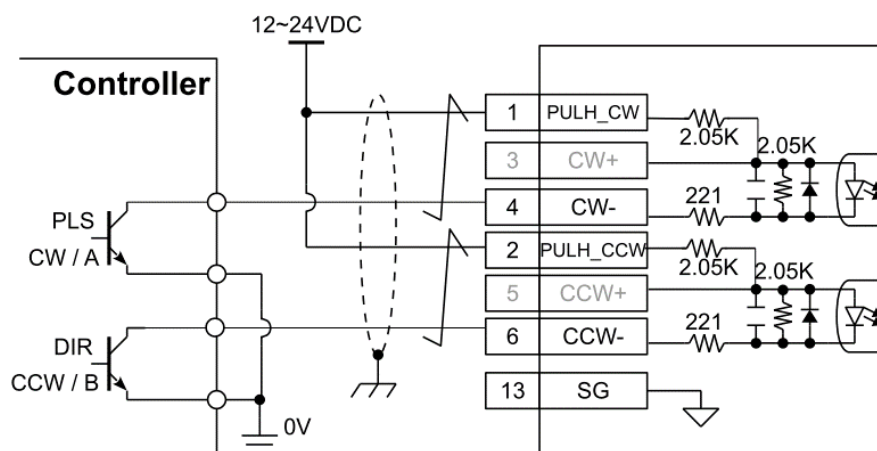 12~24VDC
Controller
1 PULH_CW
2.05K
3 CW+
2.05K
PLS
CW / A
4 CW-
221
2 PULH_CCW
2.05K
5 CCW+
2.05K
DIR
CCW / B
6 CCW-
221
13 SG
0V